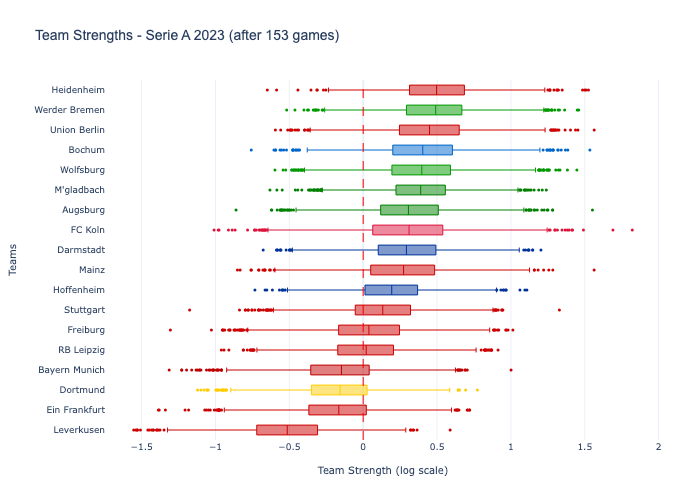 Team Strengths - Serie A 2023 (after 153 games)
Heidenheim
Werder Bremen
Union Berlin
Bochum
Wolfsburg
M'gladbach
Augsburg
FC Koln
Darmstadt
Mainz
Hoffenheim
Stuttgart
Freiburg
RB Leipzig
Bayern Munich
Dortmund
Ein Frankfurt
Leverkusen
Teams
−1.5 −1 −0.5 0 0.5 1 1.5 2
Team Strength (log scale)